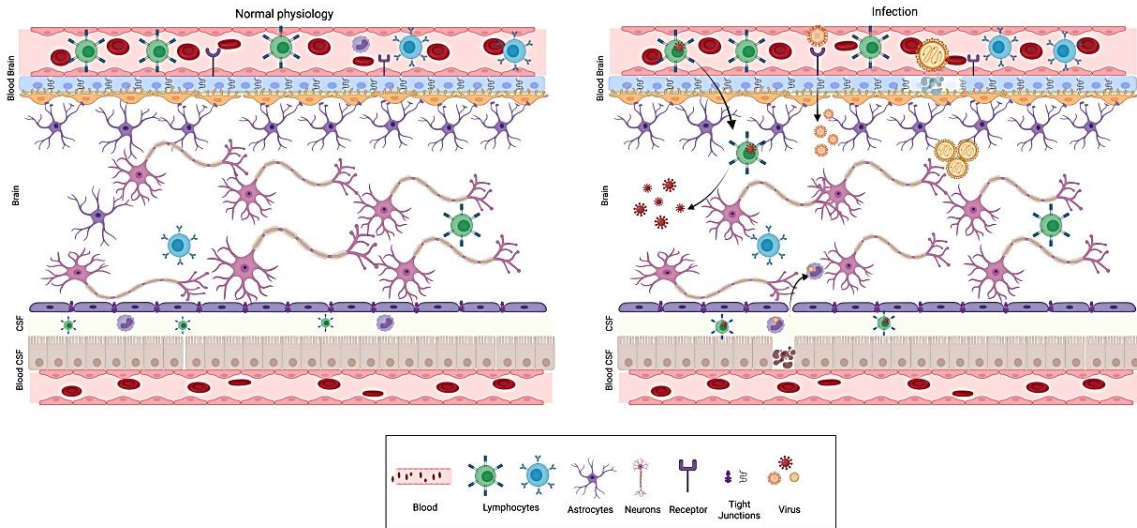 Normal physiology
Infection
Blood Brain
Brain
CSF
Blood CSF
Blood Brain
Brain
CSF
Blood CSF
Blood
Lymphocytes
Astrocytes
Neurons
Receptor
Tight
Junctions
Virus